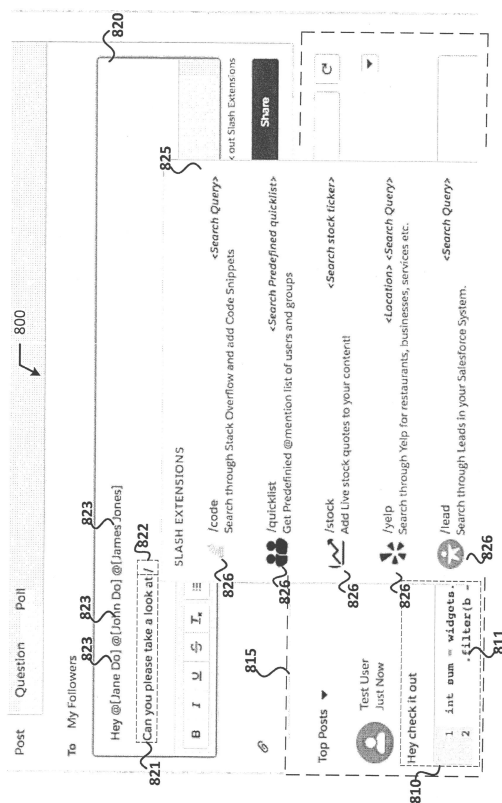 800
Post Question Poll
820
To My Followers
823 823 823
Hey @[Jane Do] @[John Do] @[James Jones]
822
Can you please take a look at /
821
B I U S Tx
825
SLASH EXTENSIONS
/code <Search Query>
Search through Stack Overflow and add Code Snippets
826
/quicklist <Search Predefined quicklist>
Get Predefinied @mention list of users and groups
826
/stock <Search stock ticker>
Add Live stock quotes to your content!
826
/yelp <Location> <Search Query>
Search through Yelp for restaurants, businesses, services etc.
826
/lead <Search Query>
Search through Leads in your Salesforce System.
826
out Slash Extensions
Share
815
Top Posts
Test User
Just Now
810
Hey check it out
1 int sum = widgets.
2 .filter(b -
811